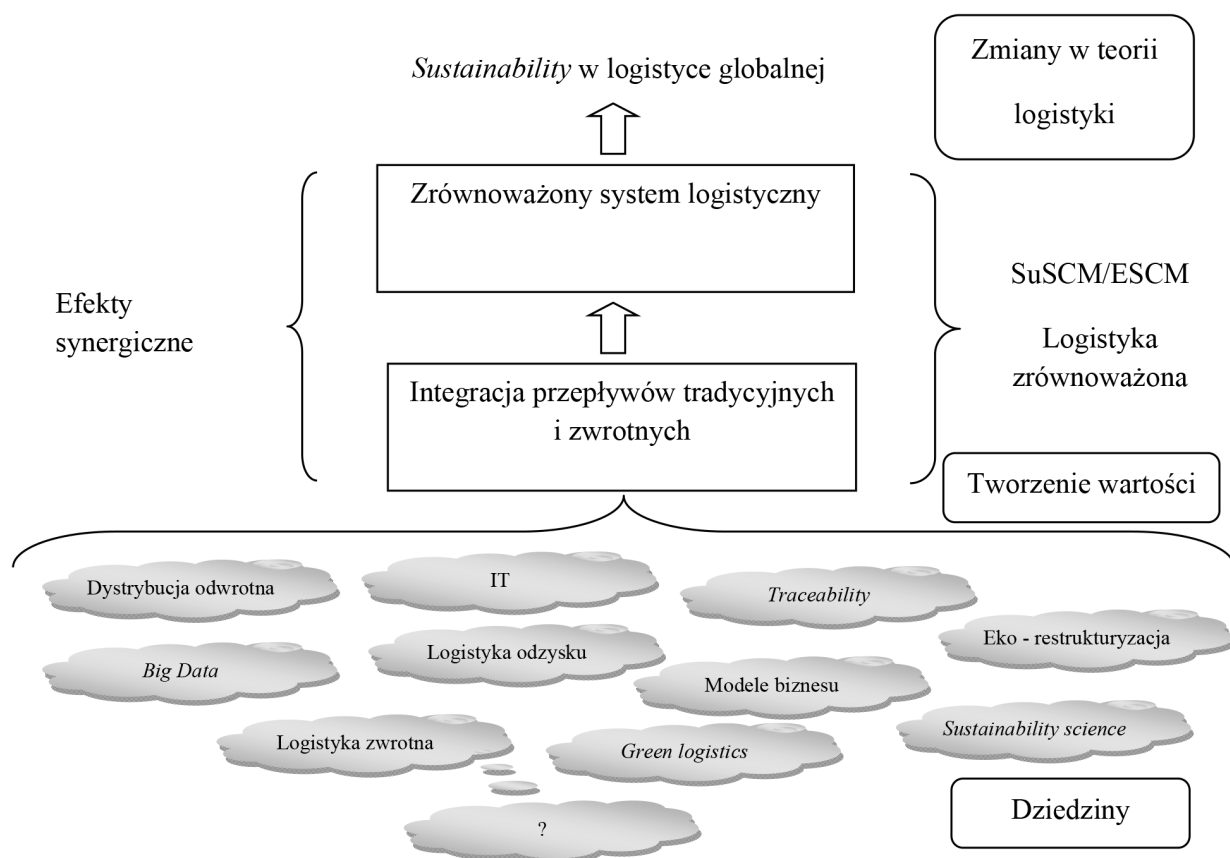 Zmiany w teorii
logistyki
Sustainability w logistyce globalnej
Zrównoważony system logistyczny
Efekty
synergiczne
SuSCM/ESCM
Logistyka
zrównoważona
Integracja przepływów tradycyjnych
i zwrotnych
Tworzenie wartości
Dystrybucja odwrotna
IT
Traceability
Eko - restrukturyzacja
Big Data
Logistyka odzysku
Modele biznesu
Sustainability science
Logistyka zwrotna
Green logistics
Dziedziny
?